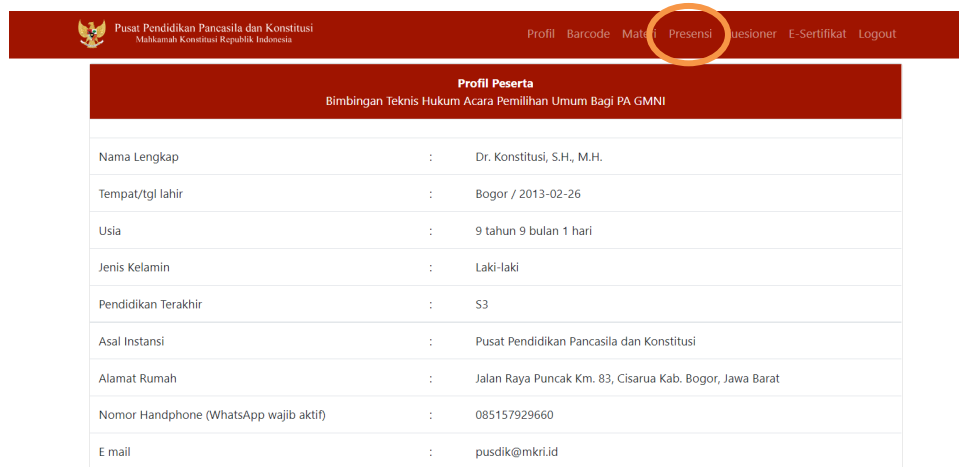 Pusat Pendidikan Pancasila dan Konstitusi
Mahkamah Konstitusi Republik Indonesia
Profil Barcode Materi Presensi Kuesioner E-Sertifikat Logout
Profil Peserta
Bimbingan Teknis Hukum Acara Pemilihan Umum Bagi PA GMNI
Nama Lengkap : Dr. Konstitusi, S.H., M.H.
Tempat/tgl lahir : Bogor / 2013-02-26
Usia : 9 tahun 9 bulan 1 hari
Jenis Kelamin : Laki-laki
Pendidikan Terakhir : S3
Asal Instansi : Pusat Pendidikan Pancasila dan Konstitusi
Alamat Rumah : Jalan Raya Puncak Km. 83, Cisarua Kab. Bogor, Jawa Barat
Nomor Handphone (WhatsApp wajib aktif) : 085157929660
E mail : pusdik@mkri.id